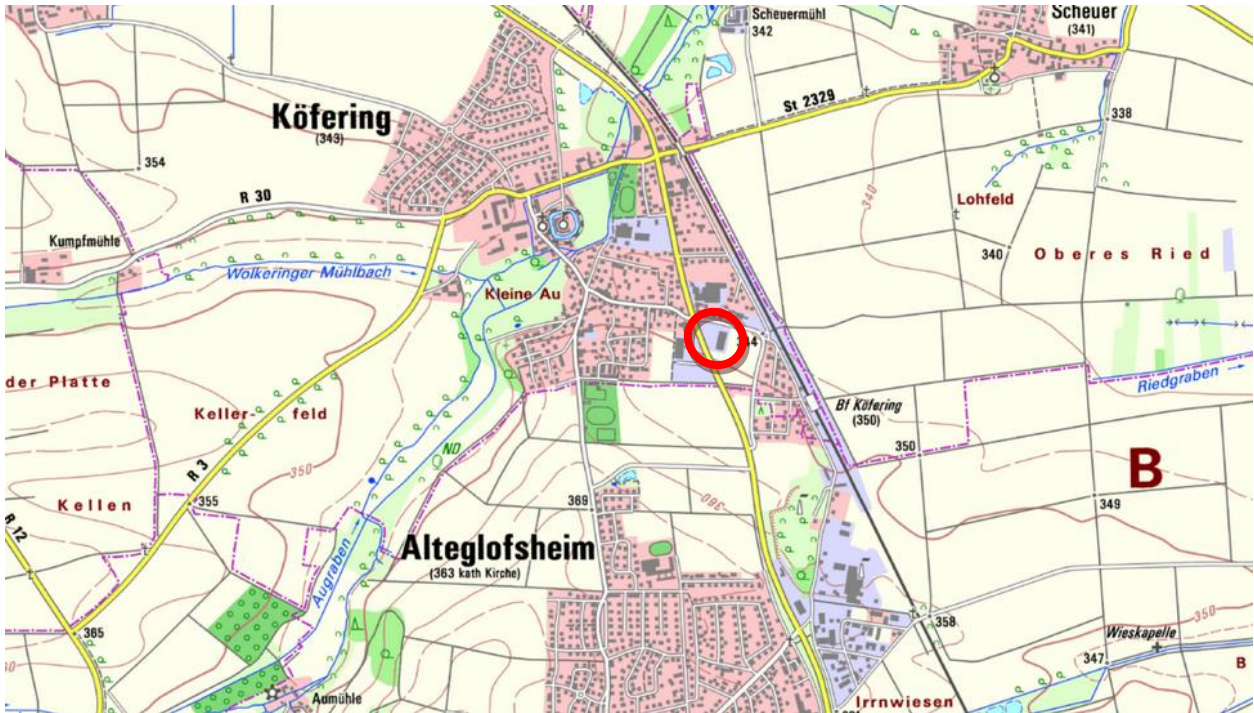 Scheuermühl
342
Scheuer
(341)
Köfering
(343)
St 2329
338
354
340
R 30
Lohfeld
Kumpfmühle
340
Oberes Ried
Wolkeringer Mühlbach
Kleine Au
344
der Platte
Riedgraben
Keller-feld
Bf Köfering
(350)
ND
350
350
B
R 3
Kellen
355
369
360
349
R 12
Alteglofsheim
(363 kath Kirche)
Augraben
350
358
365
Wieskapelle
60
347
B
Aumühle
Irrnwiesen